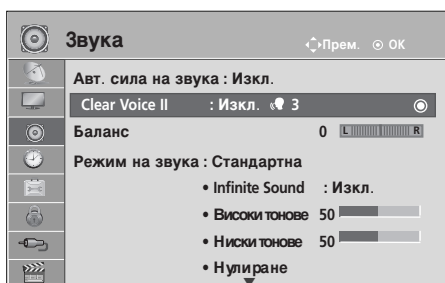 Звука Прем. OK
Авт. сила на звука : Изкл.
Clear Voice II : Изкл. 3
Баланс 0 L R
Режим на звука : Стандартна
• Infinite Sound : Изкл.
• Високи тонове 50
• Ниски тонове 50
• Нулиране